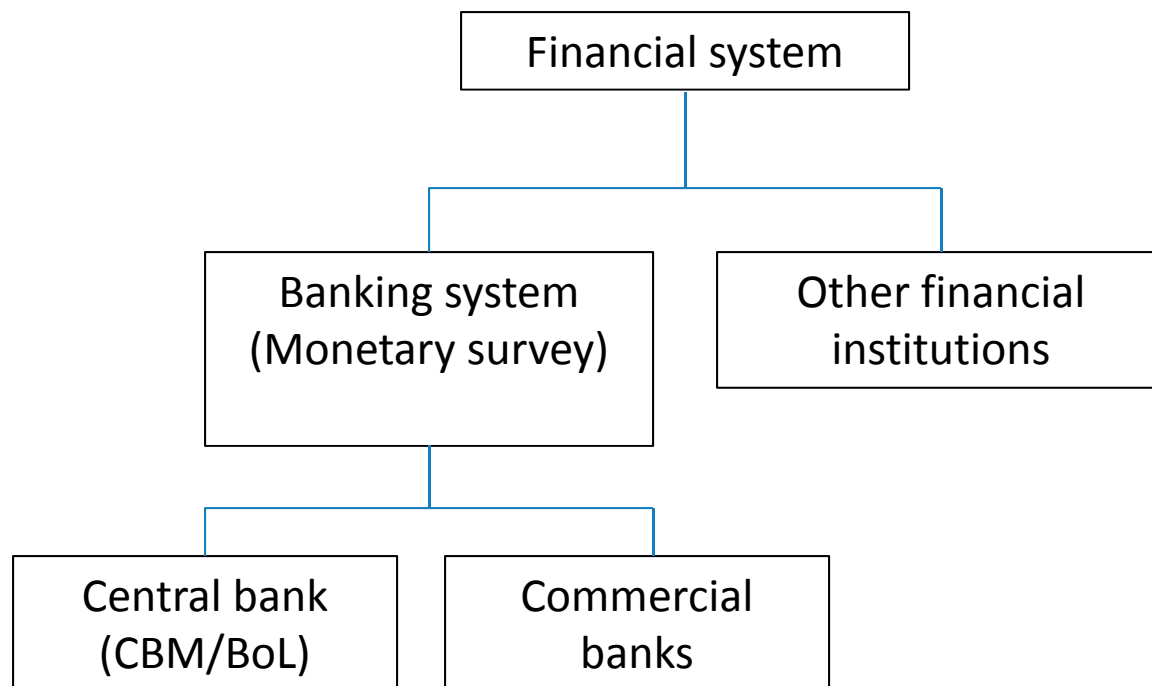 Financial system
Banking system
(Monetary survey)
Other financial
institutions
Central bank
(CBM/BoL)
Commercial
banks